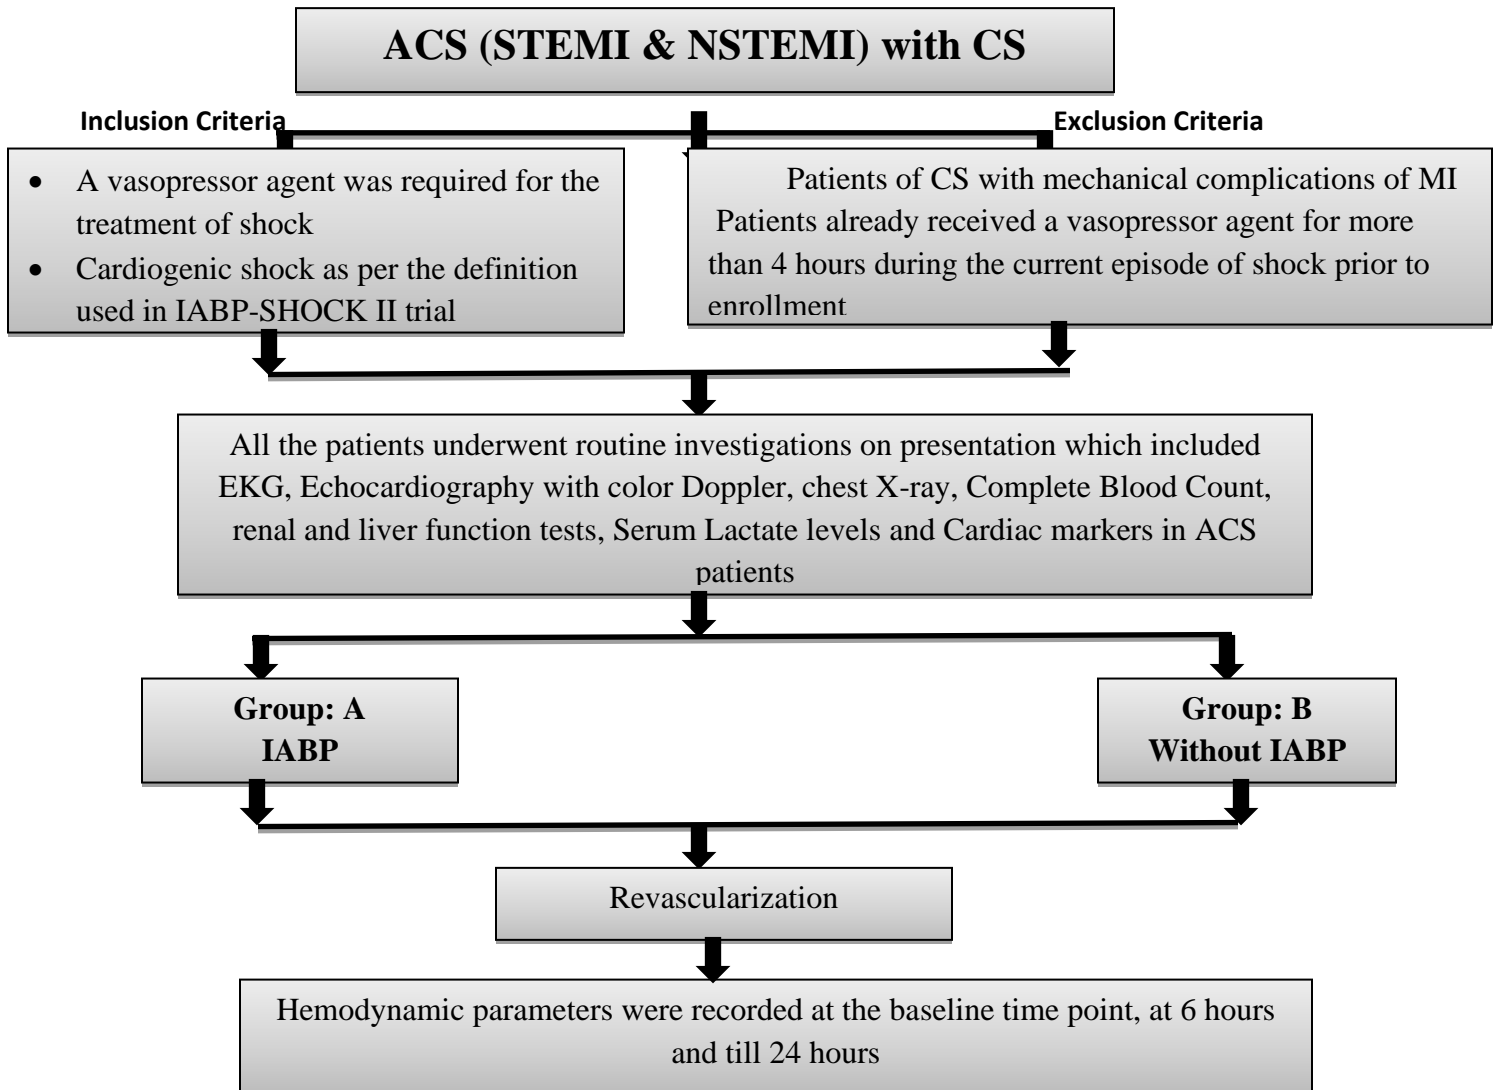 ACS (STEMI & NSTEMI) with CS
Inclusion Criteria
Exclusion Criteria
• A vasopressor agent was required for the
treatment of shock
• Cardiogenic shock as per the definition
used in IABP-SHOCK II trial
Patients of CS with mechanical complications of MI
Patients already received a vasopressor agent for more
than 4 hours during the current episode of shock prior to
enrollment
All the patients underwent routine investigations on presentation which included
EKG, Echocardiography with color Doppler, chest X-ray, Complete Blood Count,
renal and liver function tests, Serum Lactate levels and Cardiac markers in ACS
patients
Group: A
IABP
Group: B
Without IABP
Revascularization
Hemodynamic parameters were recorded at the baseline time point, at 6 hours
and till 24 hours